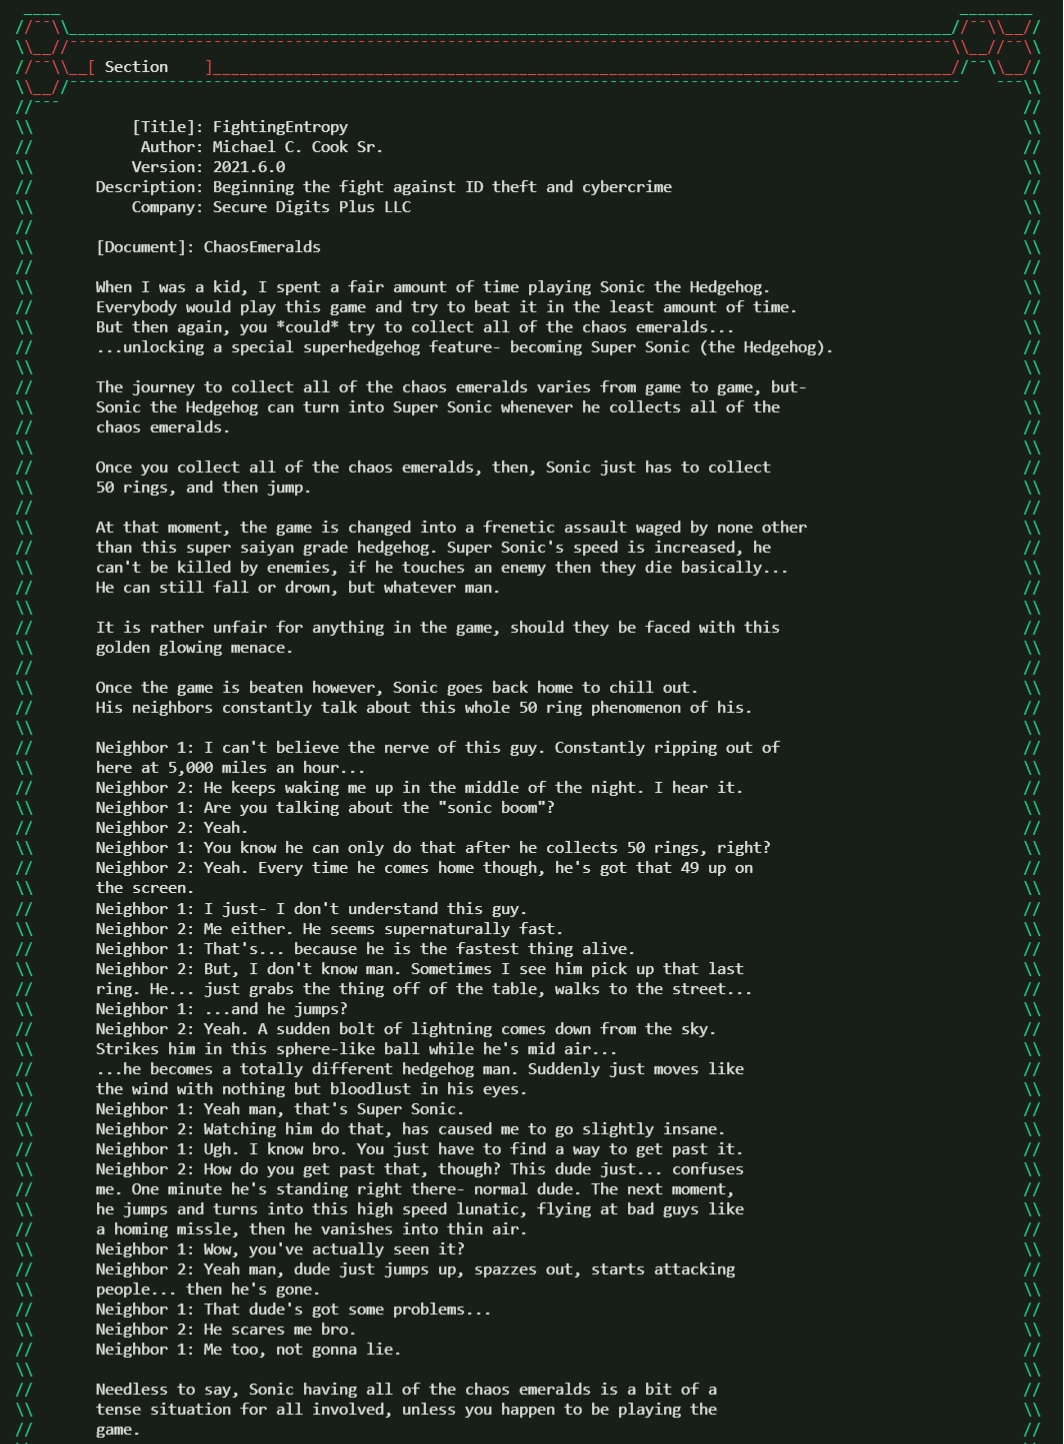 [ Section ]
[Title]: FightingEntropy
Author: Michael C. Cook Sr.
Version: 2021.6.0
Description: Beginning the fight against ID theft and cybercrime
Company: Secure Digits Plus LLC
[Document]: ChaosEmeralds
When I was a kid, I spent a fair amount of time playing Sonic the Hedgehog.
Everybody would play this game and try to beat it in the least amount of time.
But then again, you *could* try to collect all of the chaos emeralds...
...unlocking a special superhedgehog feature- becoming Super Sonic (the Hedgehog).
The journey to collect all of the chaos emeralds varies from game to game, but-
Sonic the Hedgehog can turn into Super Sonic whenever he collects all of the
chaos emeralds.
Once you collect all of the chaos emeralds, then, Sonic just has to collect
50 rings, and then jump.
At that moment, the game is changed into a frenetic assault waged by none other
than this super saiyan grade hedgehog. Super Sonic's speed is increased, he
can't be killed by enemies, if he touches an enemy then they die basically...
He can still fall or drown, but whatever man.
It is rather unfair for anything in the game, should they be faced with this
golden glowing menace.
Once the game is beaten however, Sonic goes back home to chill out.
His neighbors constantly talk about this whole 50 ring phenomenon of his.
Neighbor 1: I can't believe the nerve of this guy. Constantly ripping out of
here at 5,000 miles an hour...
Neighbor 2: He keeps waking me up in the middle of the night. I hear it.
Neighbor 1: Are you talking about the "sonic boom"?
Neighbor 2: Yeah.
Neighbor 1: You know he can only do that after he collects 50 rings, right?
Neighbor 2: Yeah. Every time he comes home though, he's got that 49 up on
the screen.
Neighbor 1: I just- I don't understand this guy.
Neighbor 2: Me either. He seems supernaturally fast.
Neighbor 1: That's... because he is the fastest thing alive.
Neighbor 2: But, I don't know man. Sometimes I see him pick up that last
ring. He... just grabs the thing off of the table, walks to the street...
Neighbor 1: ...and he jumps?
Neighbor 2: Yeah. A sudden bolt of lightning comes down from the sky.
Strikes him in this sphere-like ball while he's mid air...
...he becomes a totally different hedgehog man. Suddenly just moves like
the wind with nothing but bloodlust in his eyes.
Neighbor 1: Yeah man, that's Super Sonic.
Neighbor 2: Watching him do that, has caused me to go slightly insane.
Neighbor 1: Ugh. I know bro. You just have to find a way to get past it.
Neighbor 2: How do you get past that, though? This dude just... confuses
me. One minute he's standing right there- normal dude. The next moment,
he jumps and turns into this high speed lunatic, flying at bad guys like
a homing missle, then he vanishes into thin air.
Neighbor 1: Wow, you've actually seen it?
Neighbor 2: Yeah man, dude just jumps up, spazzes out, starts attacking
people... then he's gone.
Neighbor 1: That dude's got some problems...
Neighbor 2: He scares me bro.
Neighbor 1: Me too, not gonna lie.
Needless to say, Sonic having all of the chaos emeralds is a bit of a
tense situation for all involved, unless you happen to be playing the
game.